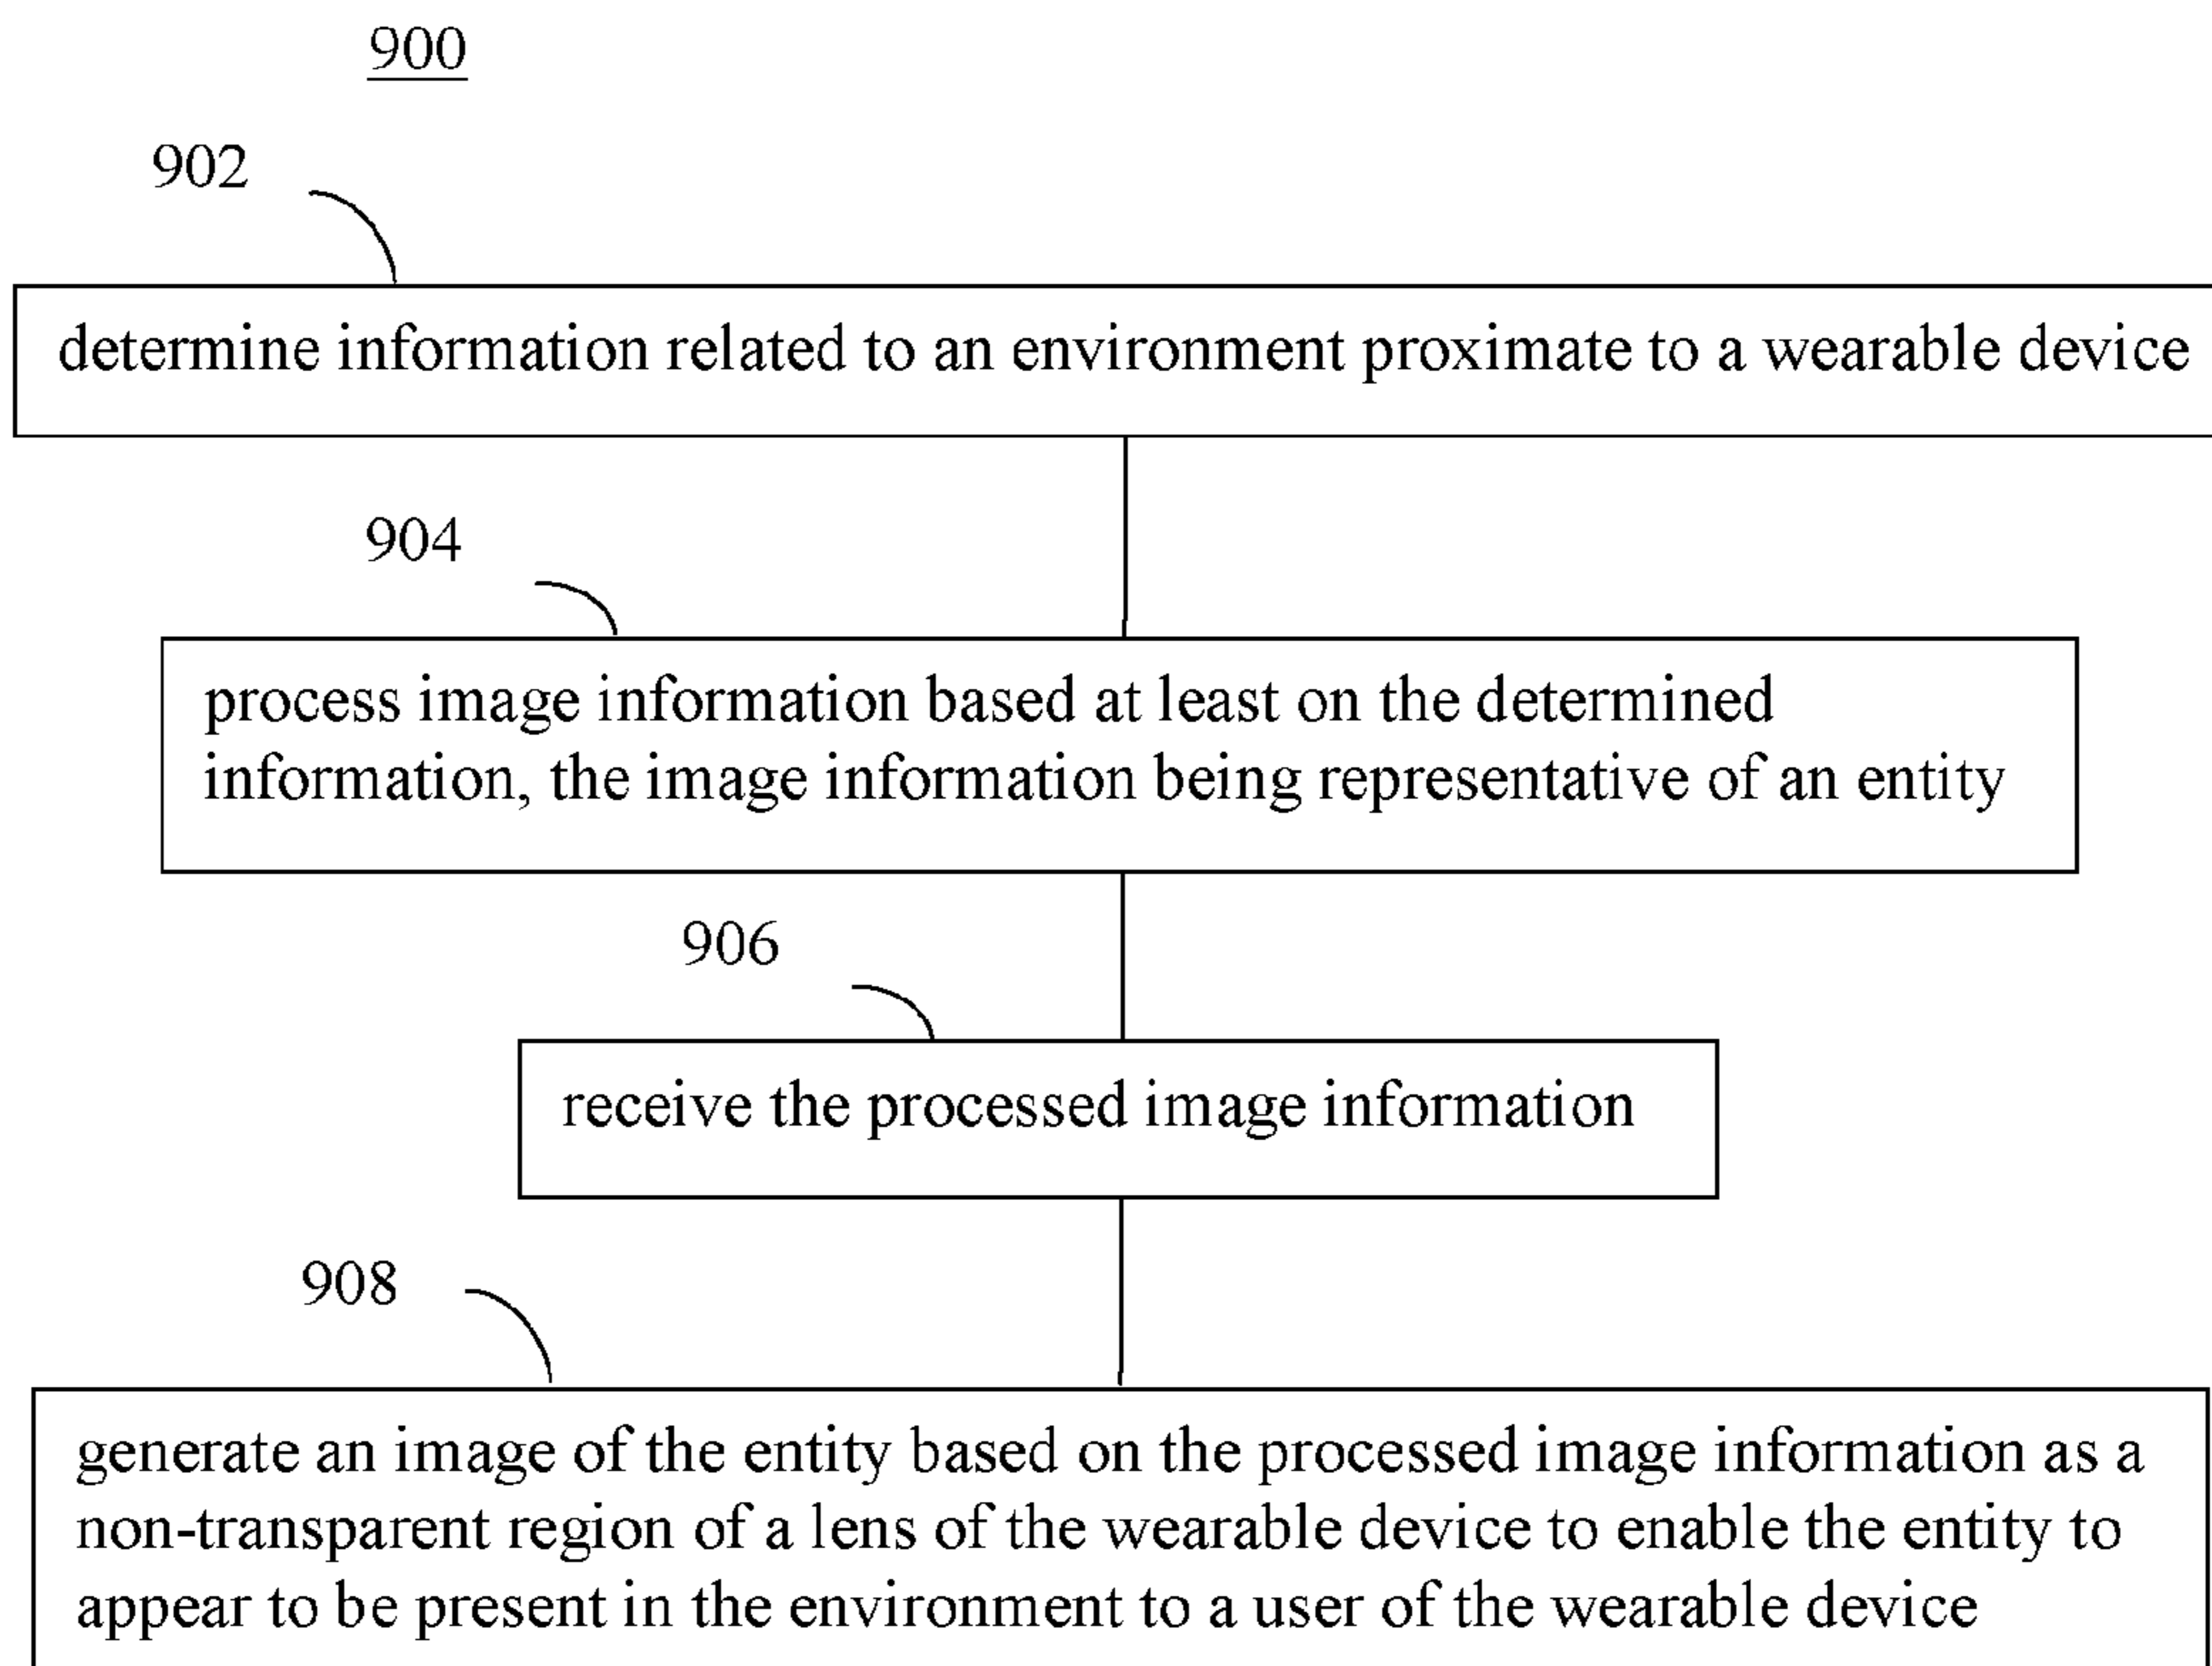 900
902
determine information related to an environment proximate to a wearable device
904
process image information based at least on the determined
information, the image information being representative of an entity
906
receive the processed image information
908
generate an image of the entity based on the processed image information as a
non-transparent region of a lens of the wearable device to enable the entity to
appear to be present in the environment to a user of the wearable device